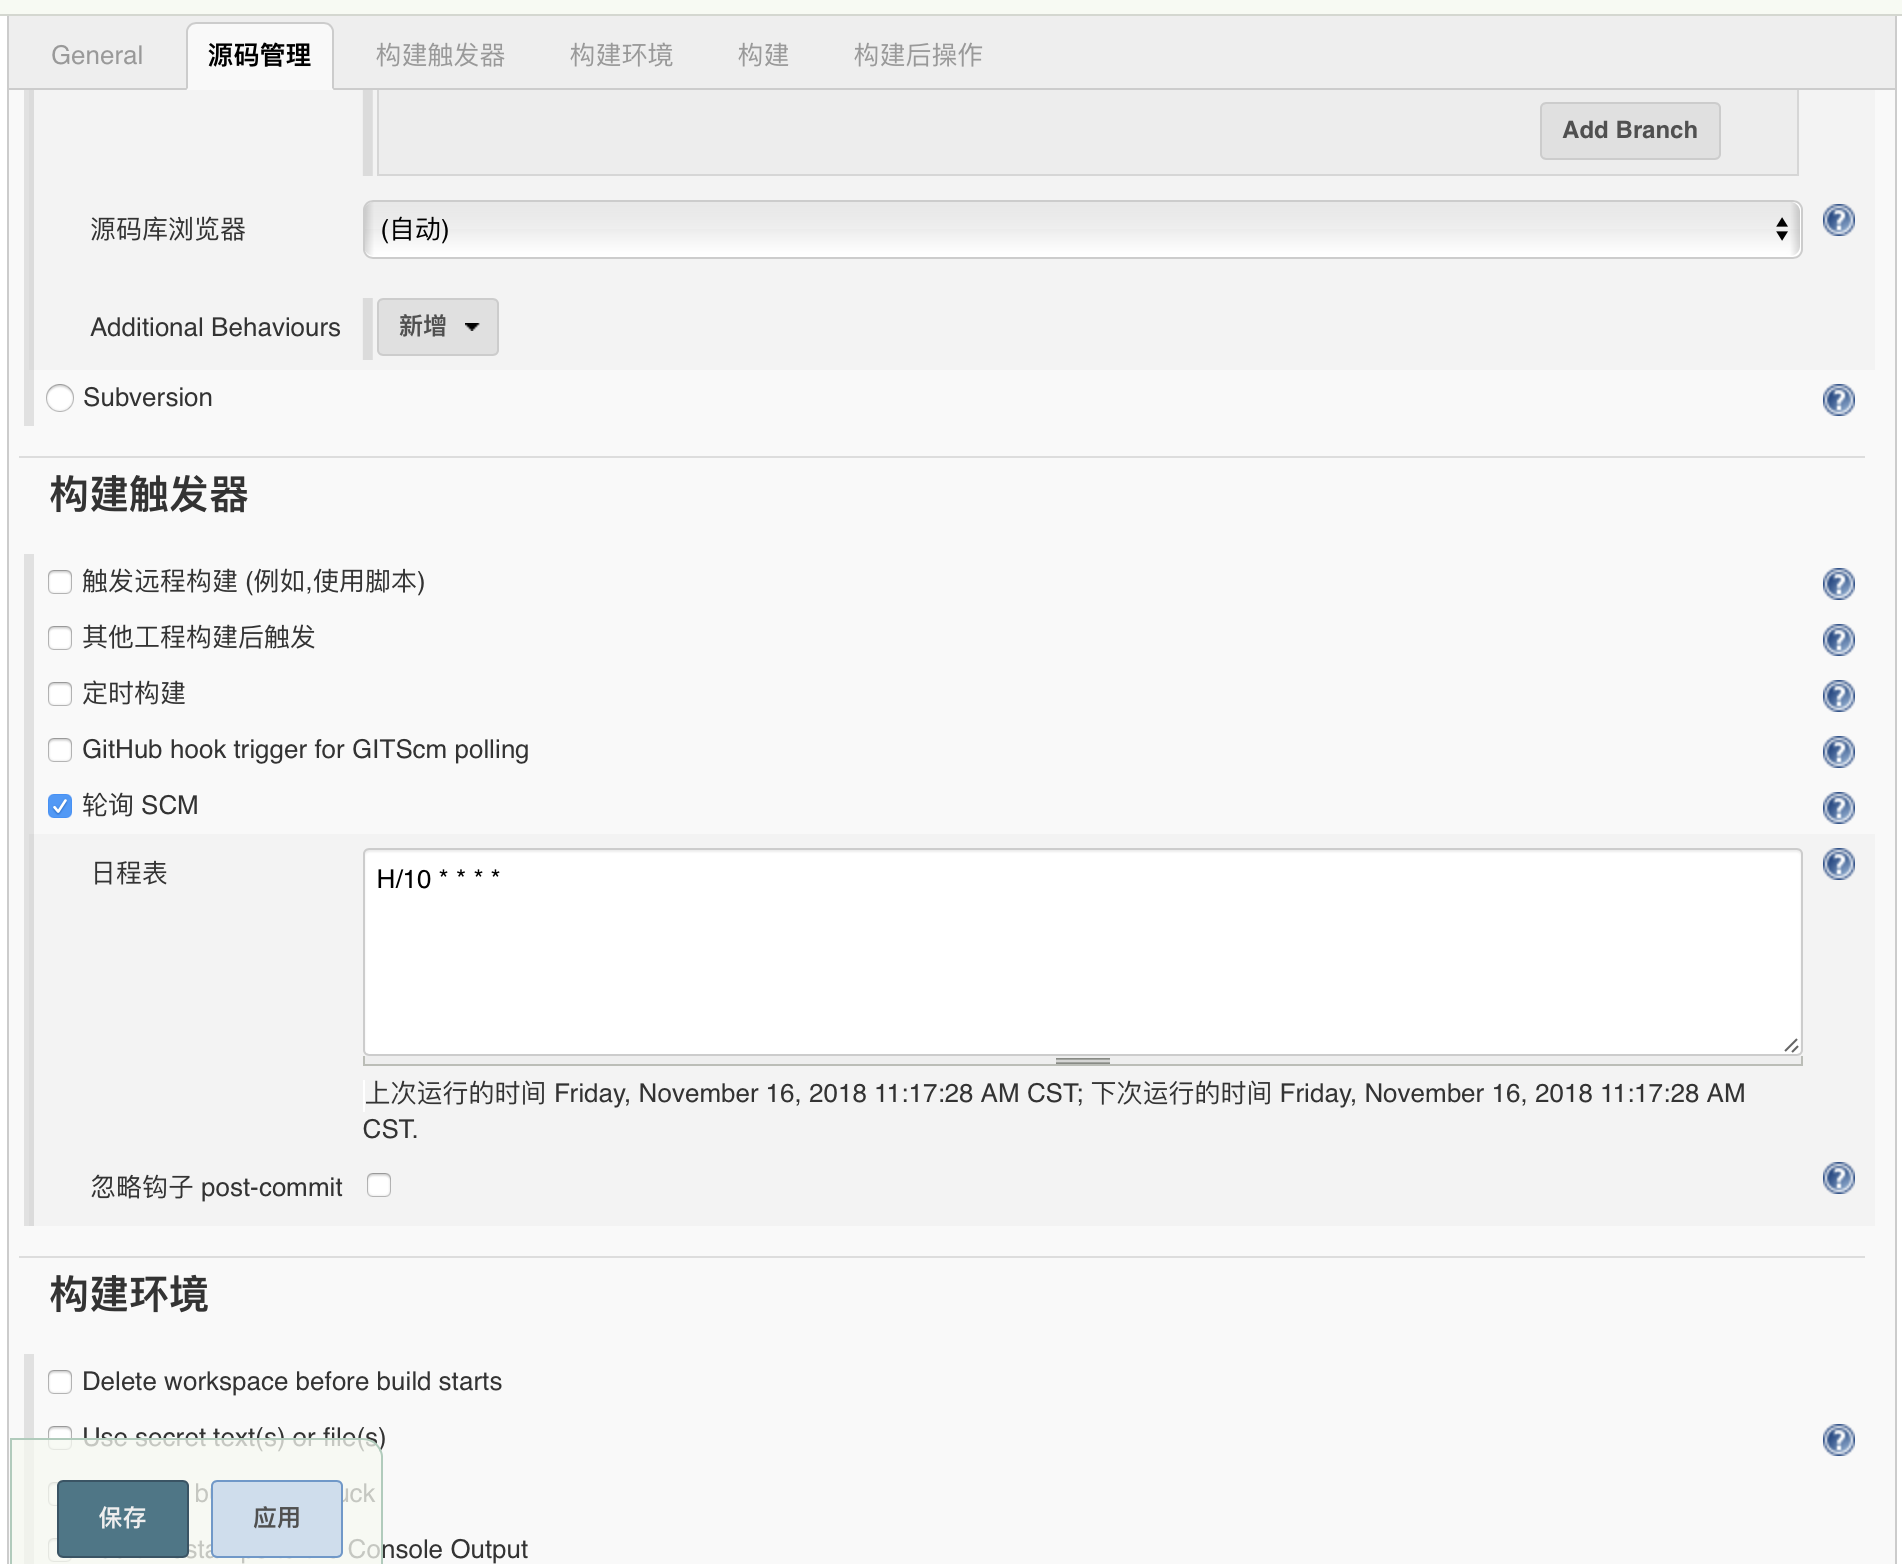 General 源码管理 构建触发器 构建环境 构建 构建后操作
Add Branch
源码库浏览器 (自动)
Additional Behaviours 新增
Subversion
构建触发器
触发远程构建 (例如,使用脚本)
其他工程构建后触发
定时构建
GitHub hook trigger for GITScm polling
轮询 SCM
日程表 H/10 * * * *
上次运行的时间 Friday, November 16, 2018 11:17:28 AM CST; 下次运行的时间 Friday, November 16, 2018 11:17:28 AM
CST.
忽略钩子 post-commit
构建环境
Delete workspace before build starts
Use secret text(s) or file(s)
保存 应用
Console Output